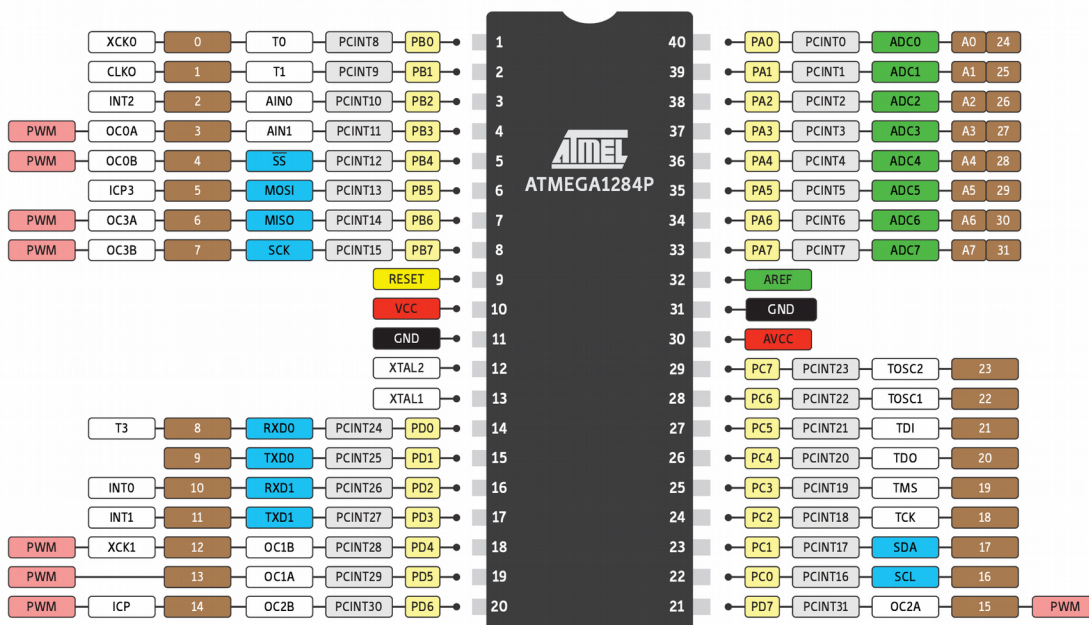 XCK0 0 T0 PCINT8 PB0 1 40 PA0 PCINT0 ADC0 A0 24
CLKO 1 T1 PCINT9 PB1 2 39 PA1 PCINT1 ADC1 A1 25
INT2 2 AIN0 PCINT10 PB2 3 38 PA2 PCINT2 ADC2 A2 26
PWM OC0A 3 AIN1 PCINT11 PB3 4 37 PA3 PCINT3 ADC3 A3 27
ATMEL
PWM OC0B 4 SS PCINT12 PB4 5 36 PA4 PCINT4 ADC4 A4 28
ATMEGA1284P
ICP3 5 MOSI PCINT13 PB5 6 35 PA5 PCINT5 ADC5 A5 29
PWM OC3A 6 MISO PCINT14 PB6 7 34 PA6 PCINT6 ADC6 A6 30
PWM OC3B 7 SCK PCINT15 PB7 8 33 PA7 PCINT7 ADC7 A7 31
RESET 9 32 AREF
VCC 10 31 GND
GND 11 30 AVCC
XTAL2 12 29 PC7 PCINT23 TOSC2 23
XTAL1 13 28 PC6 PCINT22 TOSC1 22
T3 8 RXD0 PCINT24 PD0 14 27 PC5 PCINT21 TDI 21
9 TXD0 PCINT25 PD1 15 26 PC4 PCINT20 TDO 20
INT0 10 RXD1 PCINT26 PD2 16 25 PC3 PCINT19 TMS 19
INT1 11 TXD1 PCINT27 PD3 17 24 PC2 PCINT18 TCK 18
PWM XCK1 12 OC1B PCINT28 PD4 18 23 PC1 PCINT17 SDA 17
PWM 13 OC1A PCINT29 PD5 19 22 PC0 PCINT16 SCL 16
PWM ICP 14 OC2B PCINT30 PD6 20 21 PD7 PCINT31 OC2A 15 PWM